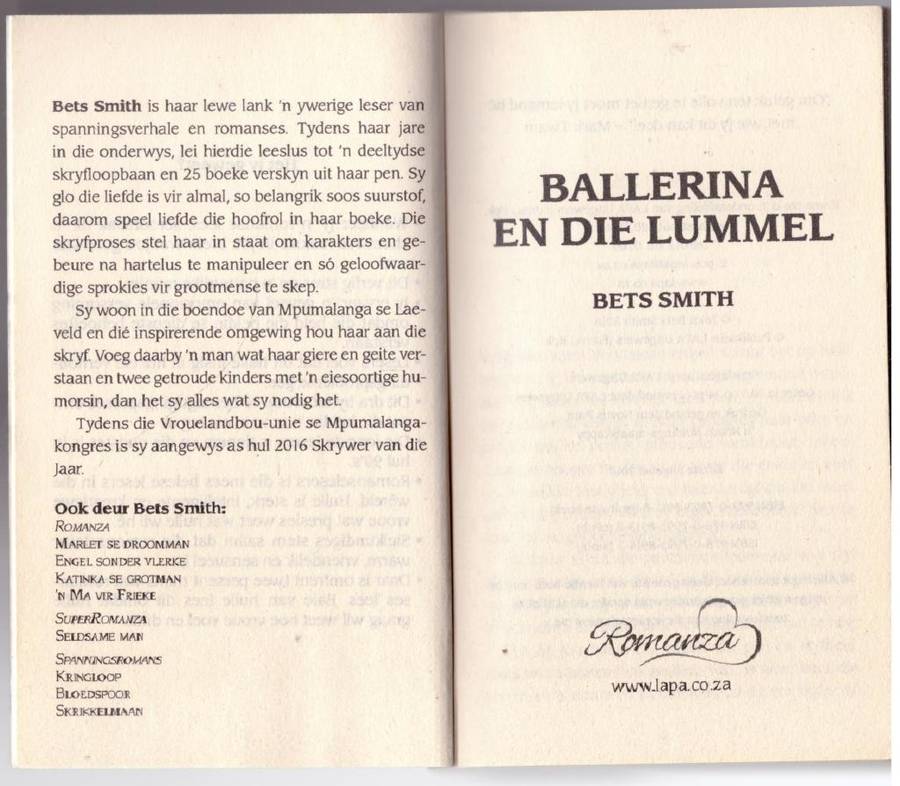 Bets Smith is haar lewe lank 'n ywerige leser van
spanningsverhale en romanses. Tydens haar jare
in die onderwys, lei hierdie leeslus tot 'n deeltydse
skryfloopbaan en 25 boeke verskyn uit haar pen. Sy
glo die liefde is vir almal, so belangrik soos suurstof,
daarom speel liefde die hoofrol in haar boeke. Die
skryfproses stel haar in staat om karakters en ge-
beure na hartelus te manipuleer en só geloofwaar-
dige sprokies vir grootmense te skep.
Sy woon in die boendoe van Mpumalanga se Lae-
veld en dié inspirerende omgewing hou haar aan die
skryf. Voeg daarby 'n man wat haar giere en geite ver-
staan en twee getroude kinders met 'n eiesoortige hu-
morsin, dan het sy alles wat sy nodig het.
Tydens die Vrouelandbou-unie se Mpumalanga-
kongres is sy aangewys as hul 2016 Skrywer van die
Jaar.
Ook deur Bets Smith:
ROMANZA
MARLET SE DROOMMAN
ENGEL SONDER VLERKE
KATINKA SE GROTMAN
'N MA VIR FRIEKE
SUPERROMANZA
SELDSAME MAN
SPANNINGSROMANS
KRINGLOOP
BLOEDSPOOR
SKRIKKELMAAN
BALLERINA
EN DIE LUMMEL
BETS SMITH
Romanza
www.lapa.co.za